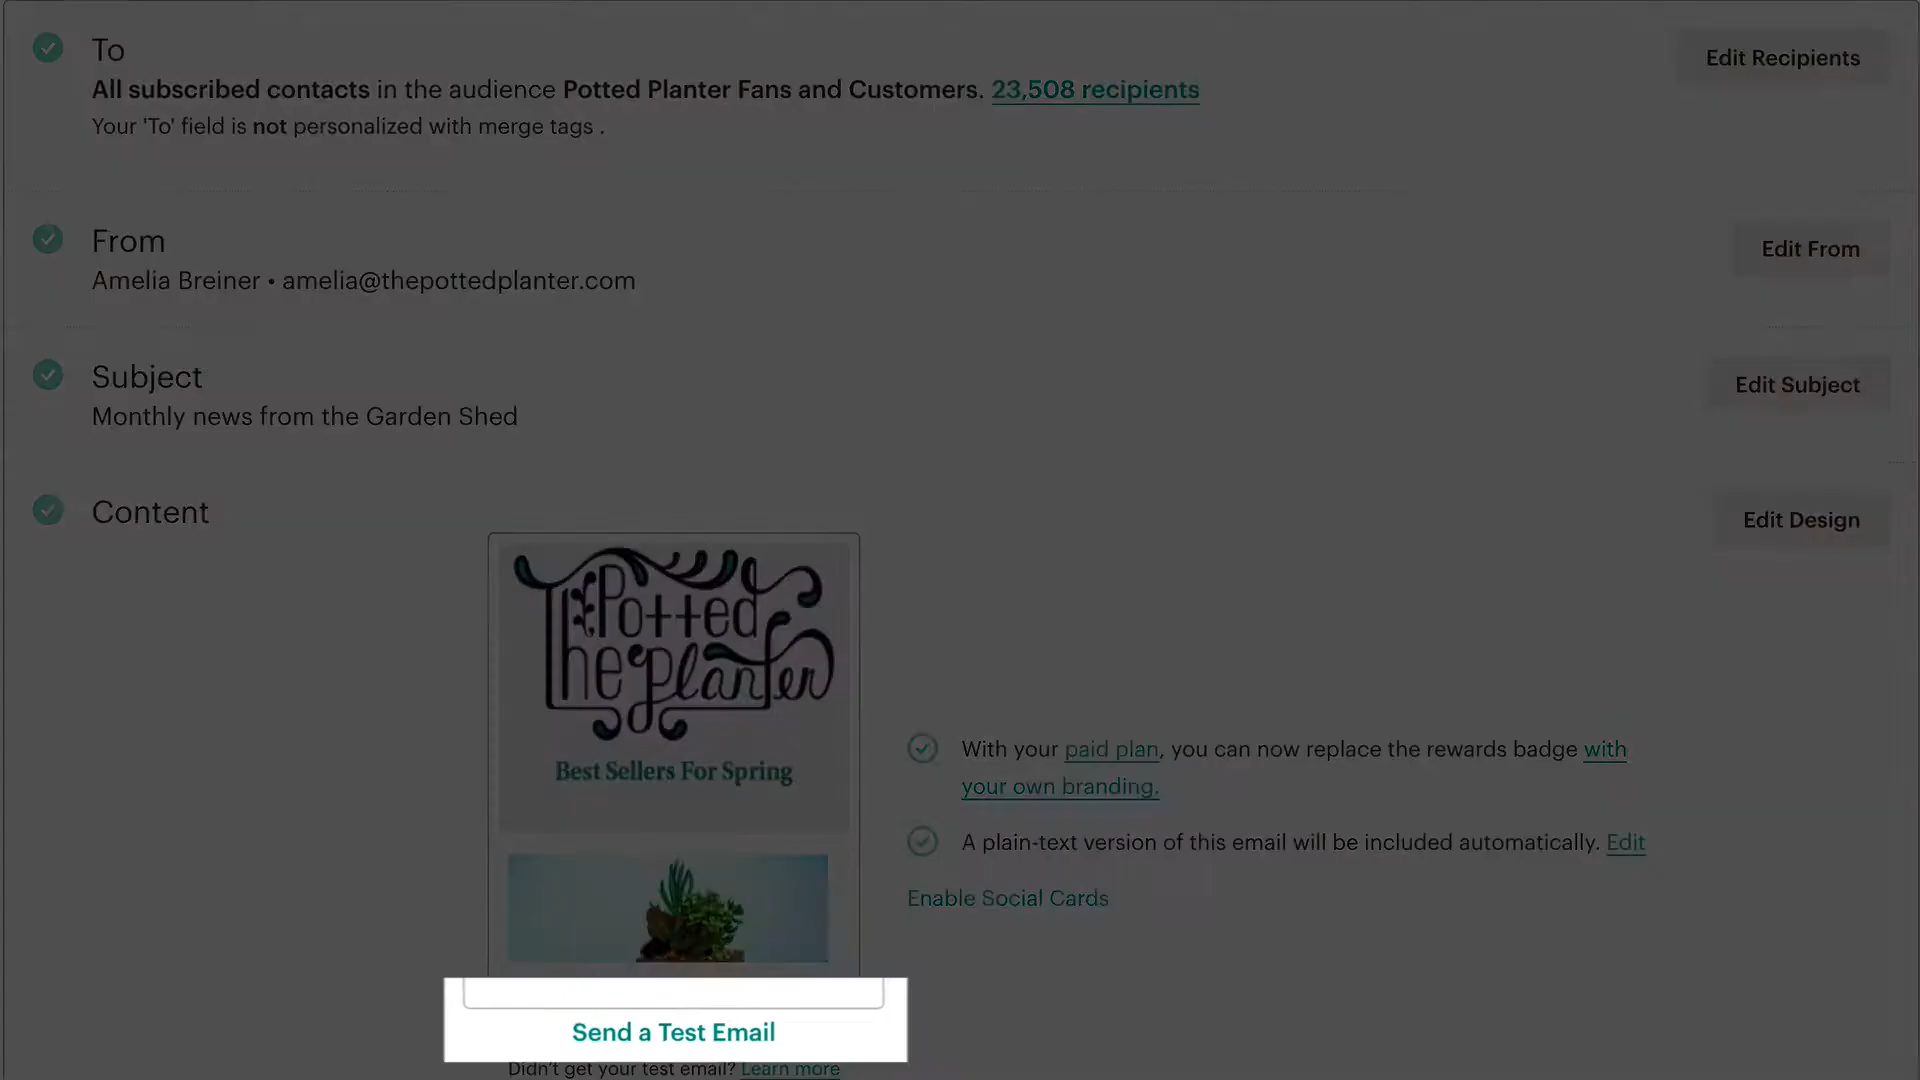 To
Edit Recipients
All subscribed contacts in the audience Potted Planter Fans and Customers. 23,508 recipients
Your 'To' field is not personalized with merge tags .
From
Edit From
Amelia Breiner • amelia@thepottedplanter.com
Subject
Edit Subject
Monthly news from the Garden Shed
Content
Edit Design
The Potted
Planter
Best Sellers For Spring
With your paid plan, you can now replace the rewards badge with
your own branding.
A plain-text version of this email will be included automatically. Edit
Enable Social Cards
Send a Test Email
Didn't get your test email? Learn more